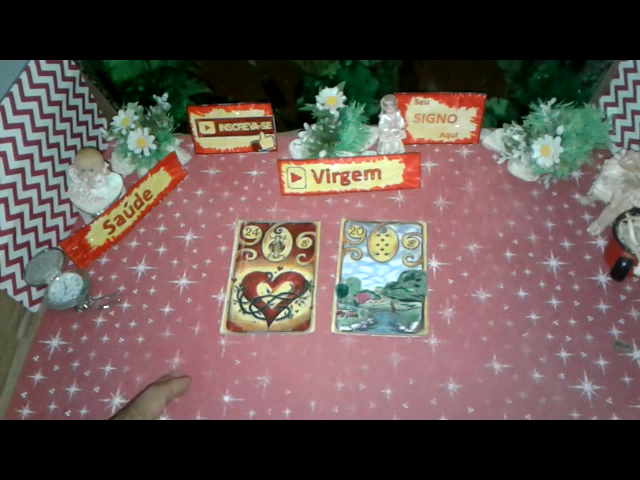 INSCREVA-SE
Seu
SIGNO
Aqui
Virgem
Saúde
24
20